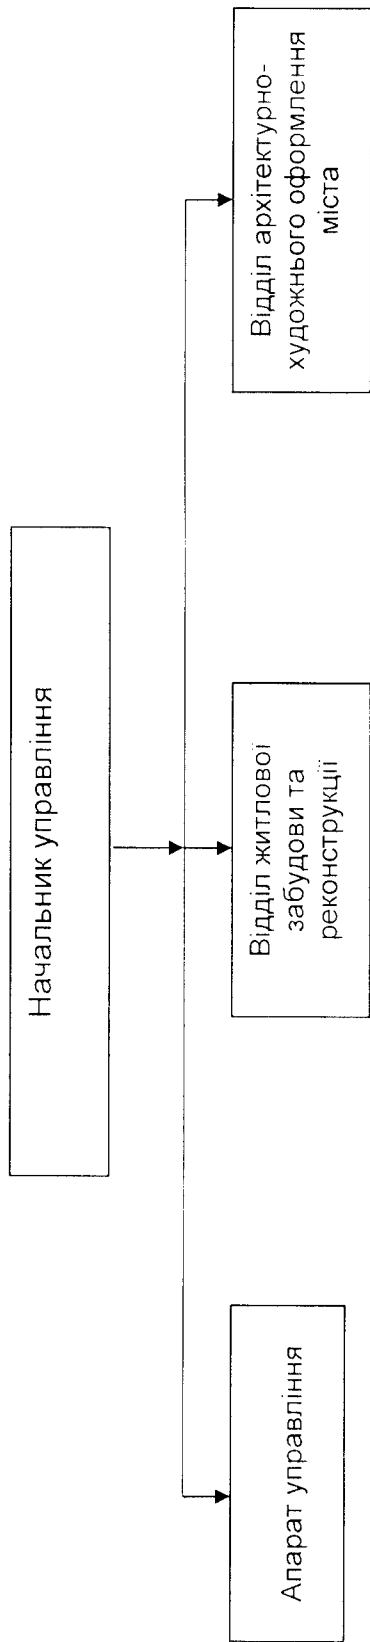 Начальник управління
Апарат управління
Відділ житлової
забудови та
реконструкції
Відділ архітектурно-
художнього оформлення
міста